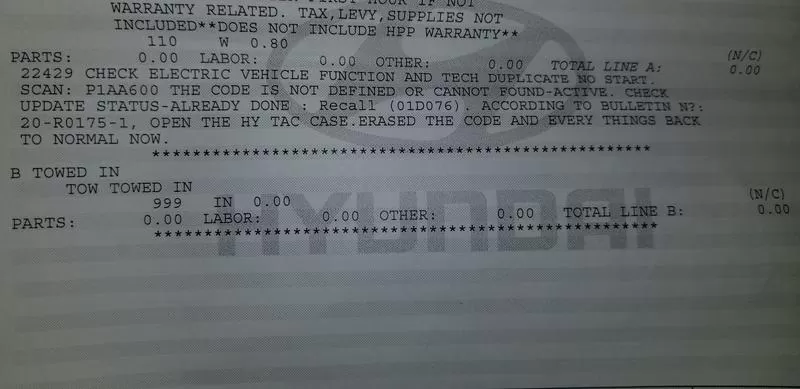 FIRST HOUR IF NOT
WARRANTY RELATED. TAX,LEVY,SUPPLIES NOT
INCLUDED**DOES NOT INCLUDE HPP WARRANTY**
110 W 0.80 (N/C)
PARTS: 0.00 LABOR: 0.00 OTHER: 0.00 TOTAL LINE A: 0.00
22429 CHECK ELECTRIC VEHICLE FUNCTION AND TECH DUPLICATE NO START.
SCAN: P1AA600 THE CODE IS NOT DEFINED OR CANNOT FOUND-ACTIVE. CHECK
UPDATE STATUS-ALREADY DONE : Recall (01D076). ACCORDING TO BULLETIN N?:
20-R0175-1, OPEN THE HY TAC CASE.ERASED THE CODE AND EVERY THINGS BACK
TO NORMAL NOW.
****************************************************
B TOWED IN
TOW TOWED IN
999 IN 0.00 (N/C)
PARTS: 0.00 LABOR: 0.00 OTHER: 0.00 TOTAL LINE B: 0.00
****************************************************
HYUNDAI